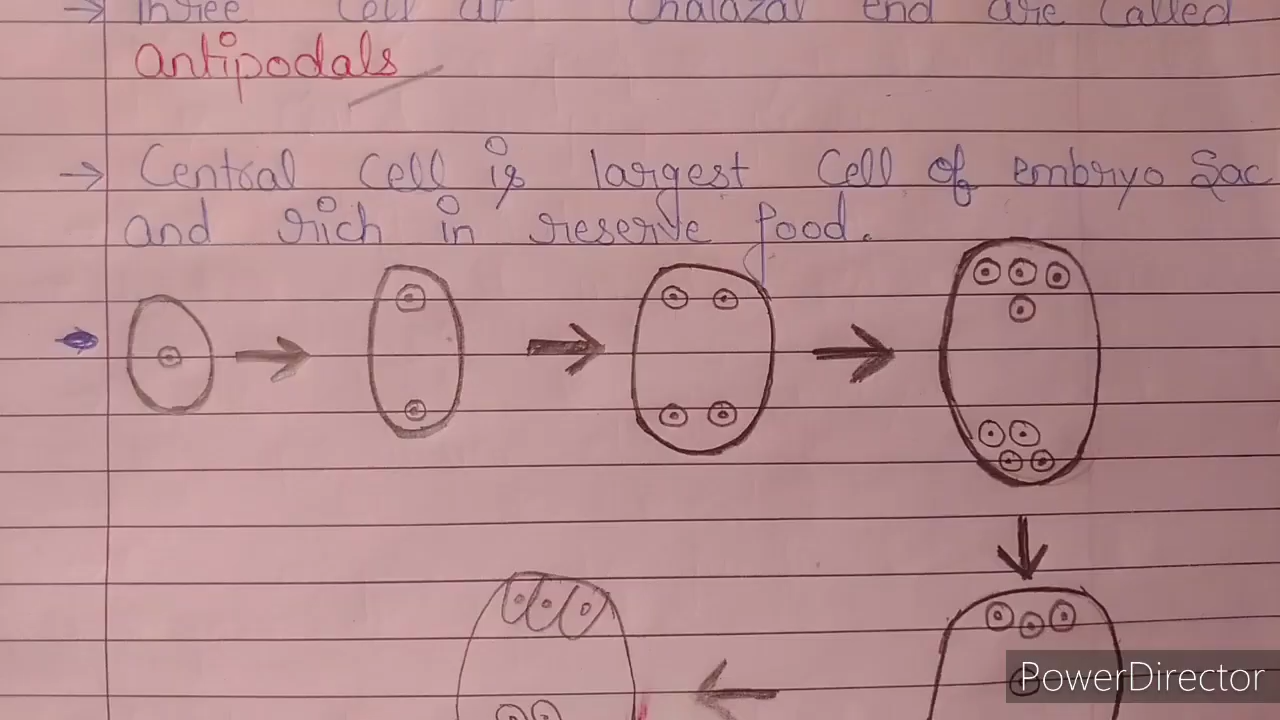 → Three cell at chalazal end are called
antipodals
→ Central cell is largest cell of embryo sac
and rich in reserve food.
PowerDirector